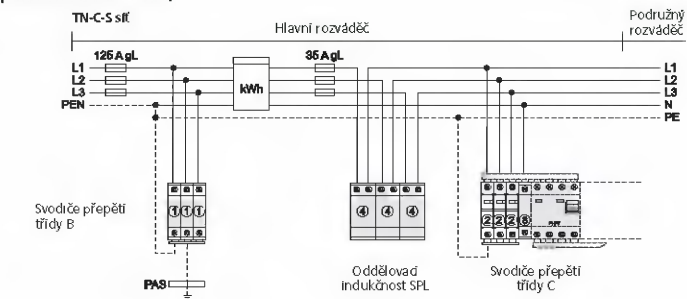 TN-C-S síť
Hlavní rozváděč
Podružný
rozváděč
125 A gL
35 A gL
L1
L2
L3
PEN
kWh
L1
L2
L3
N
PE
1 1 1
4 4 4
2 2 2
Svodiče přepětí
třídy B
PAS
Oddělovací
indukčnost SPL
Svodiče přepětí
třídy C